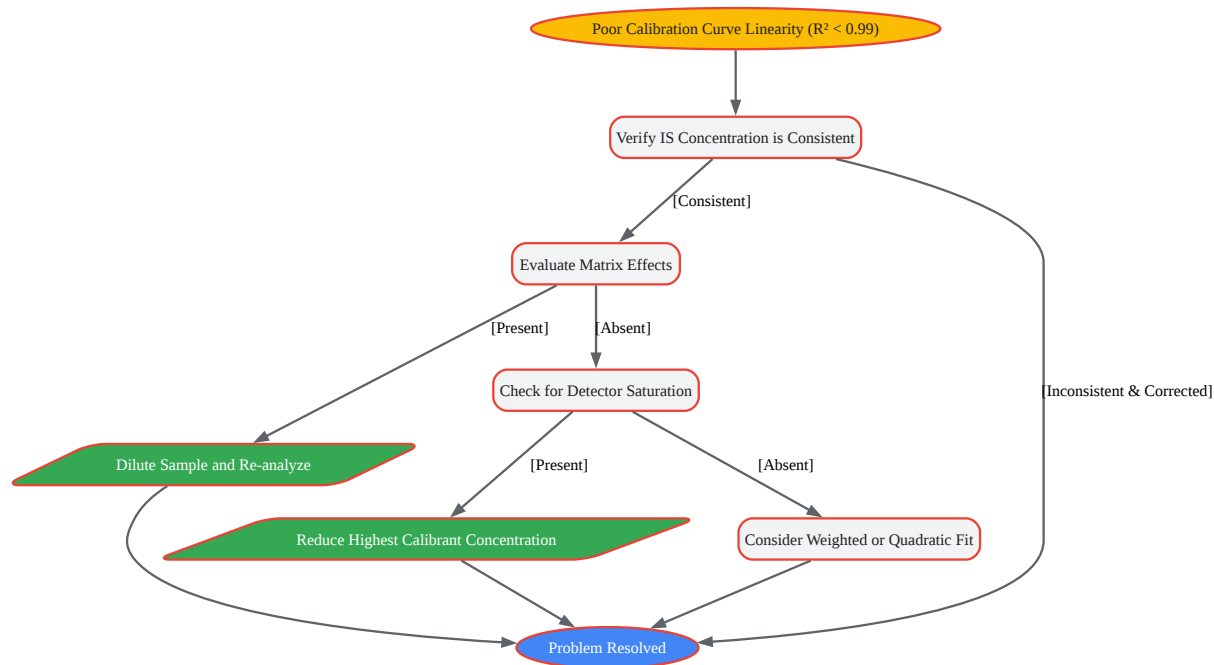 Poor Calibration Curve Linearity (R² < 0.99)
Verify IS Concentration is Consistent
[Consistent]
Evaluate Matrix Effects
[Present]
[Absent]
Check for Detector Saturation
[Inconsistent & Corrected]
Dilute Sample and Re-analyze
[Present]
[Absent]
Reduce Highest Calibrant Concentration
Consider Weighted or Quadratic Fit
Problem Resolved